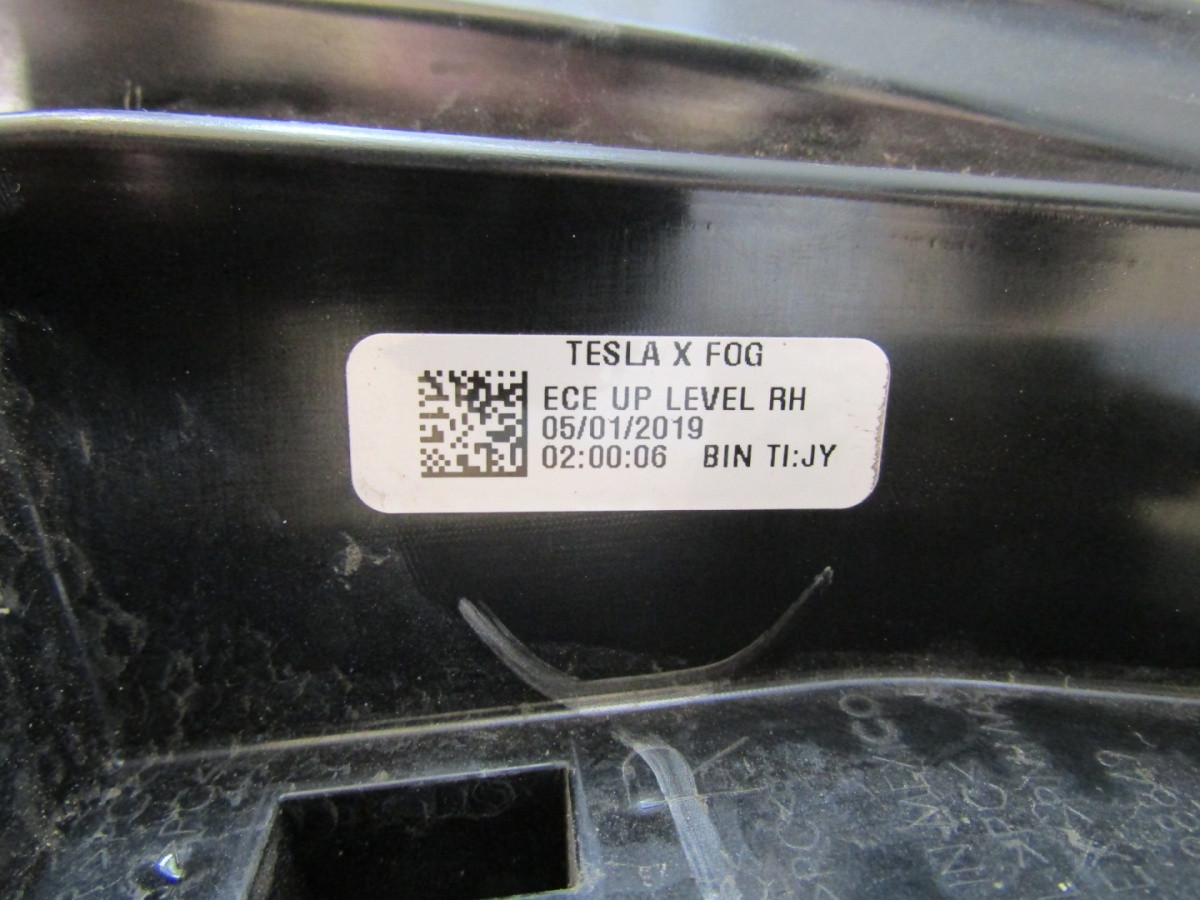 TESLA X FOG
ECE UP LEVEL RH
05/01/2019
02:00:06 BIN TI:JY